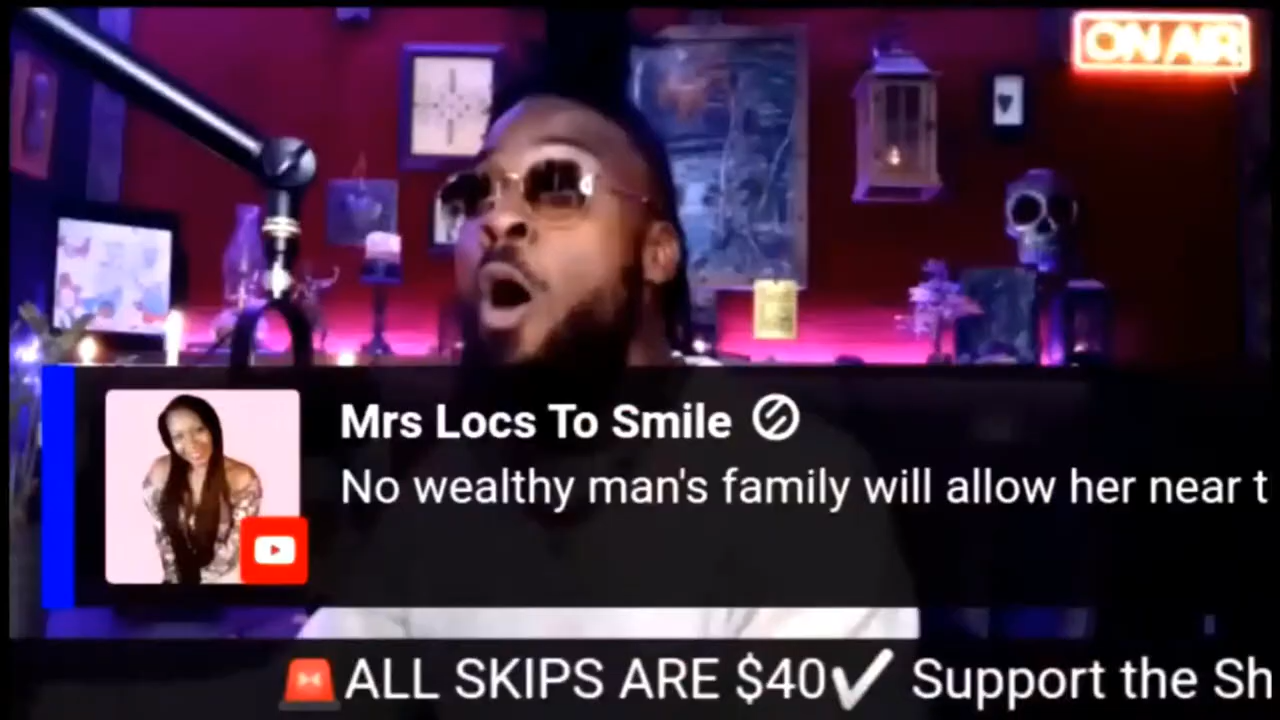 ON AIR
Mrs Locs To Smile
No wealthy man's family will allow her near t
ALL SKIPS ARE $40✔ Support the Sh